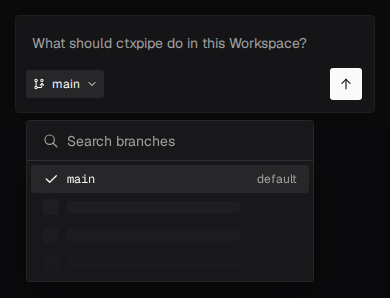 What should ctxpipe do in this Workspace?
main
Search branches
main default